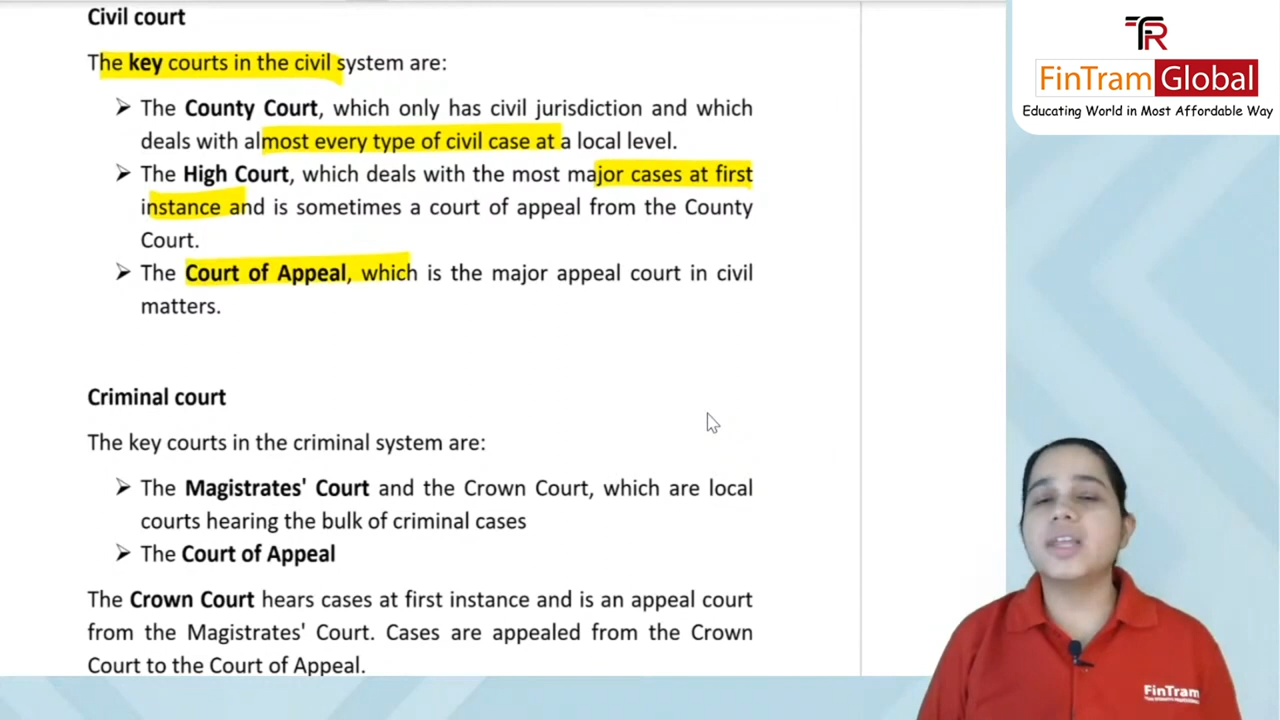 Civil court
The key courts in the civil system are:
➢ The County Court, which only has civil jurisdiction and which
deals with almost every type of civil case at a local level.
➢ The High Court, which deals with the most major cases at first
instance and is sometimes a court of appeal from the County
Court.
➢ The Court of Appeal, which is the major appeal court in civil
matters.
Criminal court
The key courts in the criminal system are:
➢ The Magistrates' Court and the Crown Court, which are local
courts hearing the bulk of criminal cases
➢ The Court of Appeal
The Crown Court hears cases at first instance and is an appeal court
from the Magistrates' Court. Cases are appealed from the Crown
Court to the Court of Appeal.
TR
FinTram Global
Educating World in Most Affordable Way
FinTram